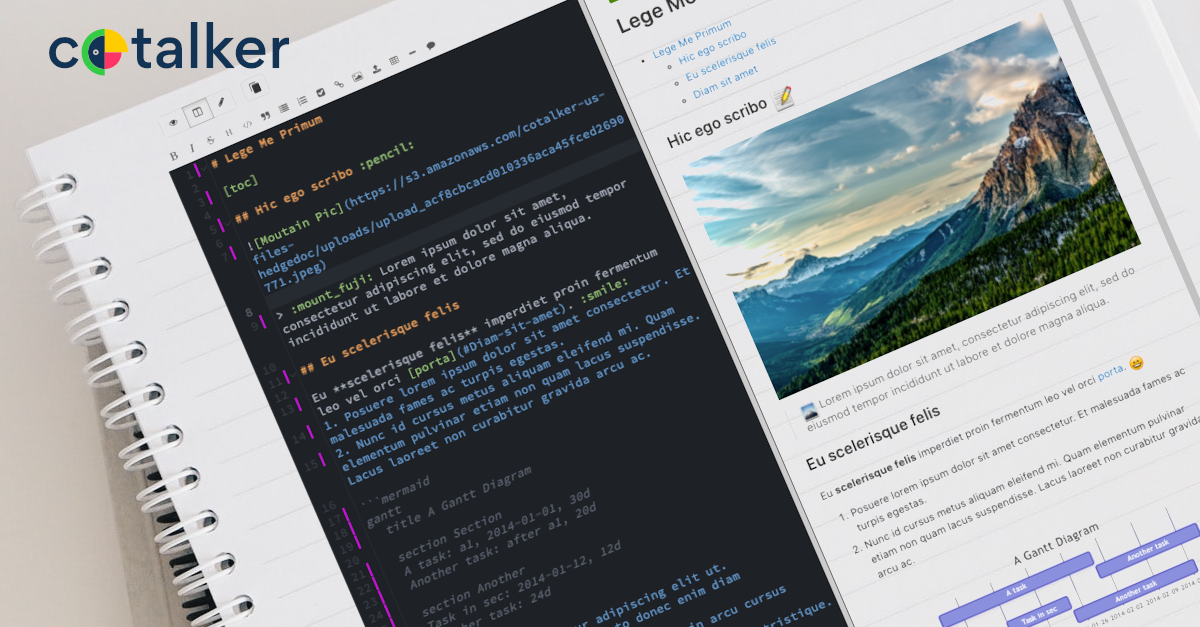 cotalker
B I S H </>
1 # Lege Me Primum
2
3 [toc]
4
5 ## Hic ego scribo :pencil:
6
7 ![Moutain Pic](https://s3.amazonaws.com/cotalker-us-
files-
hedgedoc/uploads/upload_acf8cbcacd010336aca45fced2690
771.jpeg)
8
9 > :mount_fuji: Lorem ipsum dolor sit amet,
consectetur adipiscing elit, sed do eiusmod tempor
incididunt ut labore et dolore magna aliqua.
10
11 ## Eu scelerisque felis
12
13 Eu **scelerisque felis** imperdiet proin fermentum
leo vel orci [porta](#Diam-sit-amet). :smile:
14 1. Posuere lorem ipsum dolor sit amet consectetur. Et
malesuada fames ac turpis egestas.
15 2. Nunc id cursus metus aliquam eleifend mi. Quam
elementum pulvinar etiam non quam lacus suspendisse.
Lacus laoreet non curabitur gravida arcu ac.
16
17 ```mermaid
18 gantt
19 title A Gantt Diagram
20
21 section Section
22 A task: a1, 2014-01-01, 30d
23 Another task: after a1, 20d
24
section Another
Task in sec: 2014-01-12, 12d
her task: 24d
r adipiscing elit ut.
to donec enim diam
n arcu cursus
tristique.
Lege Me
Lege Me Primum
Hic ego scribo
Eu scelerisque felis
Diam sit amet
Hic ego scribo 📝
🗻 Lorem ipsum dolor sit amet, consectetur adipiscing elit, sed do
eiusmod tempor incididunt ut labore et dolore magna aliqua.
Eu scelerisque felis
Eu scelerisque felis imperdiet proin fermentum leo vel orci porta. 😄
1. Posuere lorem ipsum dolor sit amet consectetur. Et malesuada fames ac
turpis egestas.
2. Nunc id cursus metus aliquam eleifend mi. Quam elementum pulvinar
etiam non quam lacus suspendisse. Lacus laoreet non curabitur gravida
arcu ac.
A Gantt Diagram
A task
Another task
Task in sec
Another task
01-26 2014-02-02 2014-02-09 2014-0